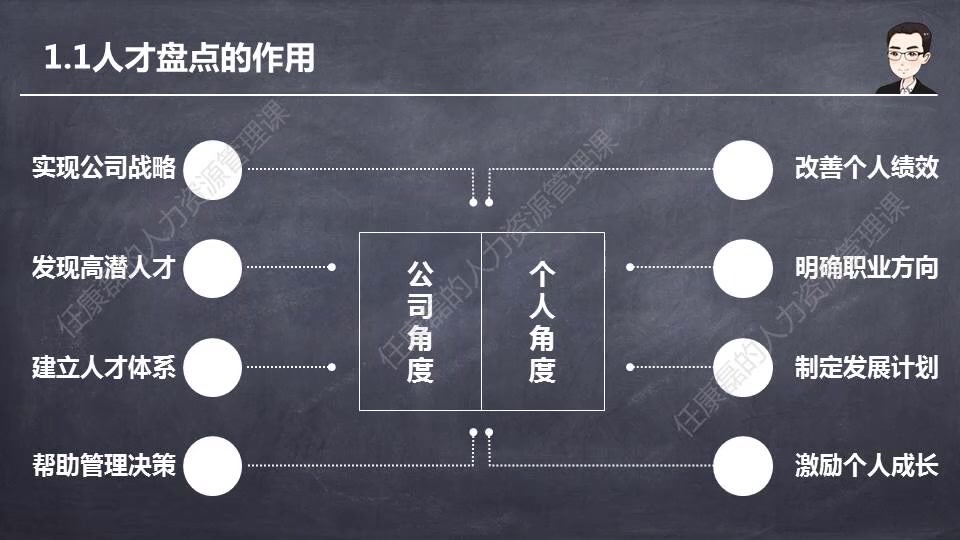 1.1人才盘点的作用
实现公司战略
发现高潜人才
建立人才体系
帮助管理决策
公司角度
个人角度
改善个人绩效
明确职业方向
制定发展计划
激励个人成长
任康磊的人力资源管理课
任康磊的人力资源管理课
任康磊的人力资源管理课